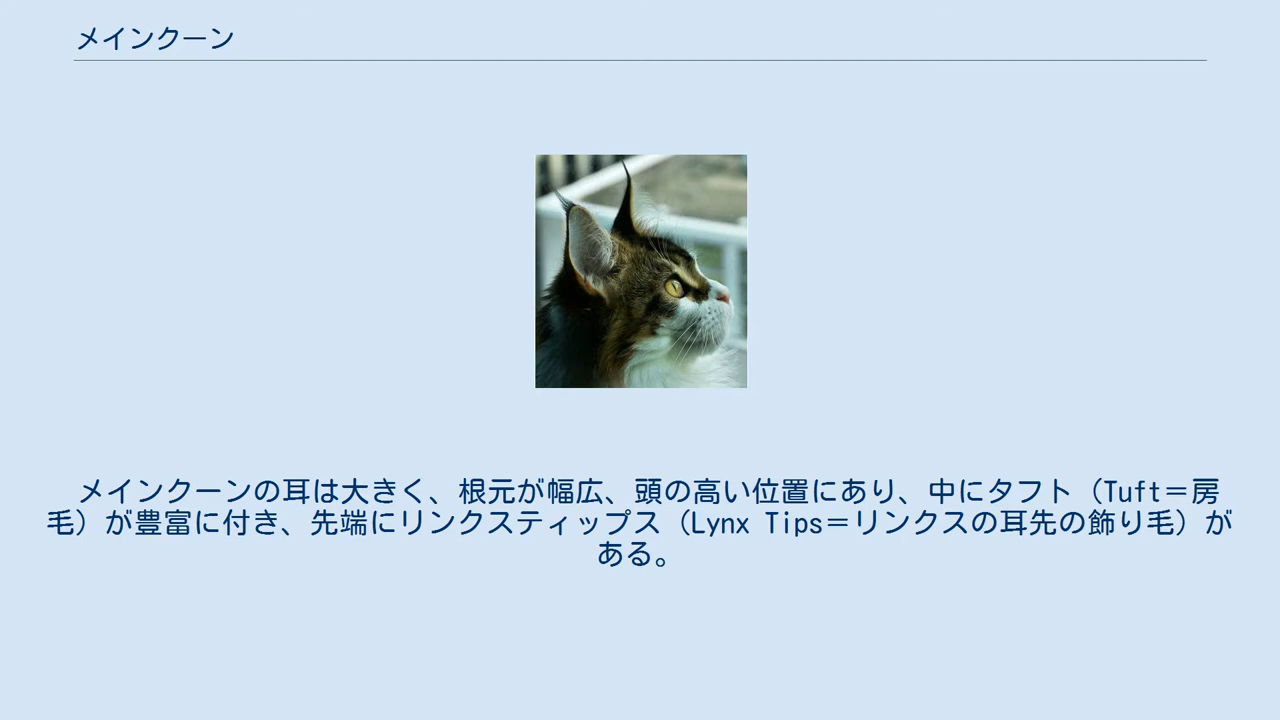 メインクーン
メインクーンの耳は大きく、根元が幅広、頭の高い位置にあり、中にタフト（Tuft＝房
毛）が豊富に付き、先端にリンクスティップス（Lynx Tips＝リンクスの耳先の飾り毛）が
ある。